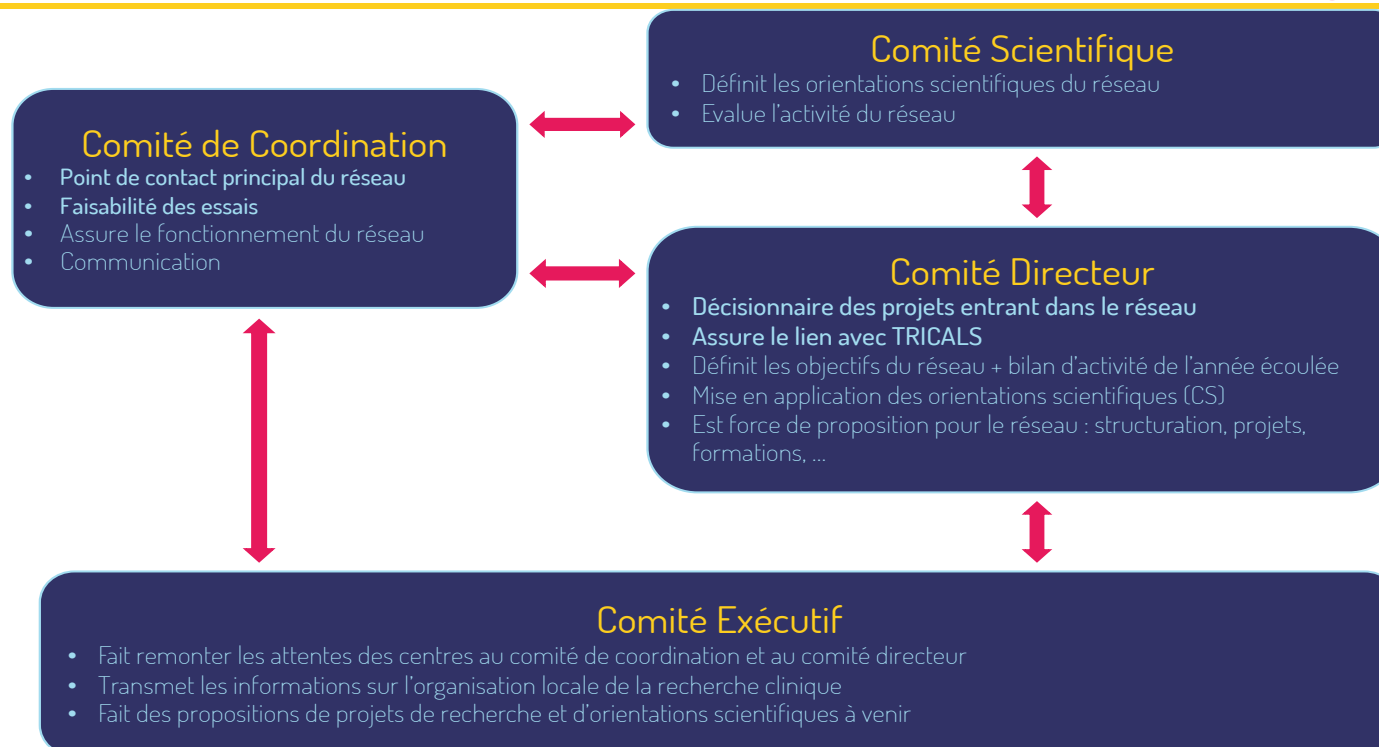 Comité Scientifique
• Définit les orientations scientifiques du réseau
• Evalue l'activité du réseau
Comité de Coordination
• Point de contact principal du réseau
• Faisabilité des essais
• Assure le fonctionnement du réseau
• Communication
Comité Directeur
• Décisionnaire des projets entrant dans le réseau
• Assure le lien avec TRICALS
• Définit les objectifs du réseau + bilan d'activité de l'année écoulée
• Mise en application des orientations scientifiques (CS)
• Est force de proposition pour le réseau : structuration, projets,
formations, ...
Comité Exécutif
• Fait remonter les attentes des centres au comité de coordination et au comité directeur
• Transmet les informations sur l'organisation locale de la recherche clinique
• Fait des propositions de projets de recherche et d'orientations scientifiques à venir